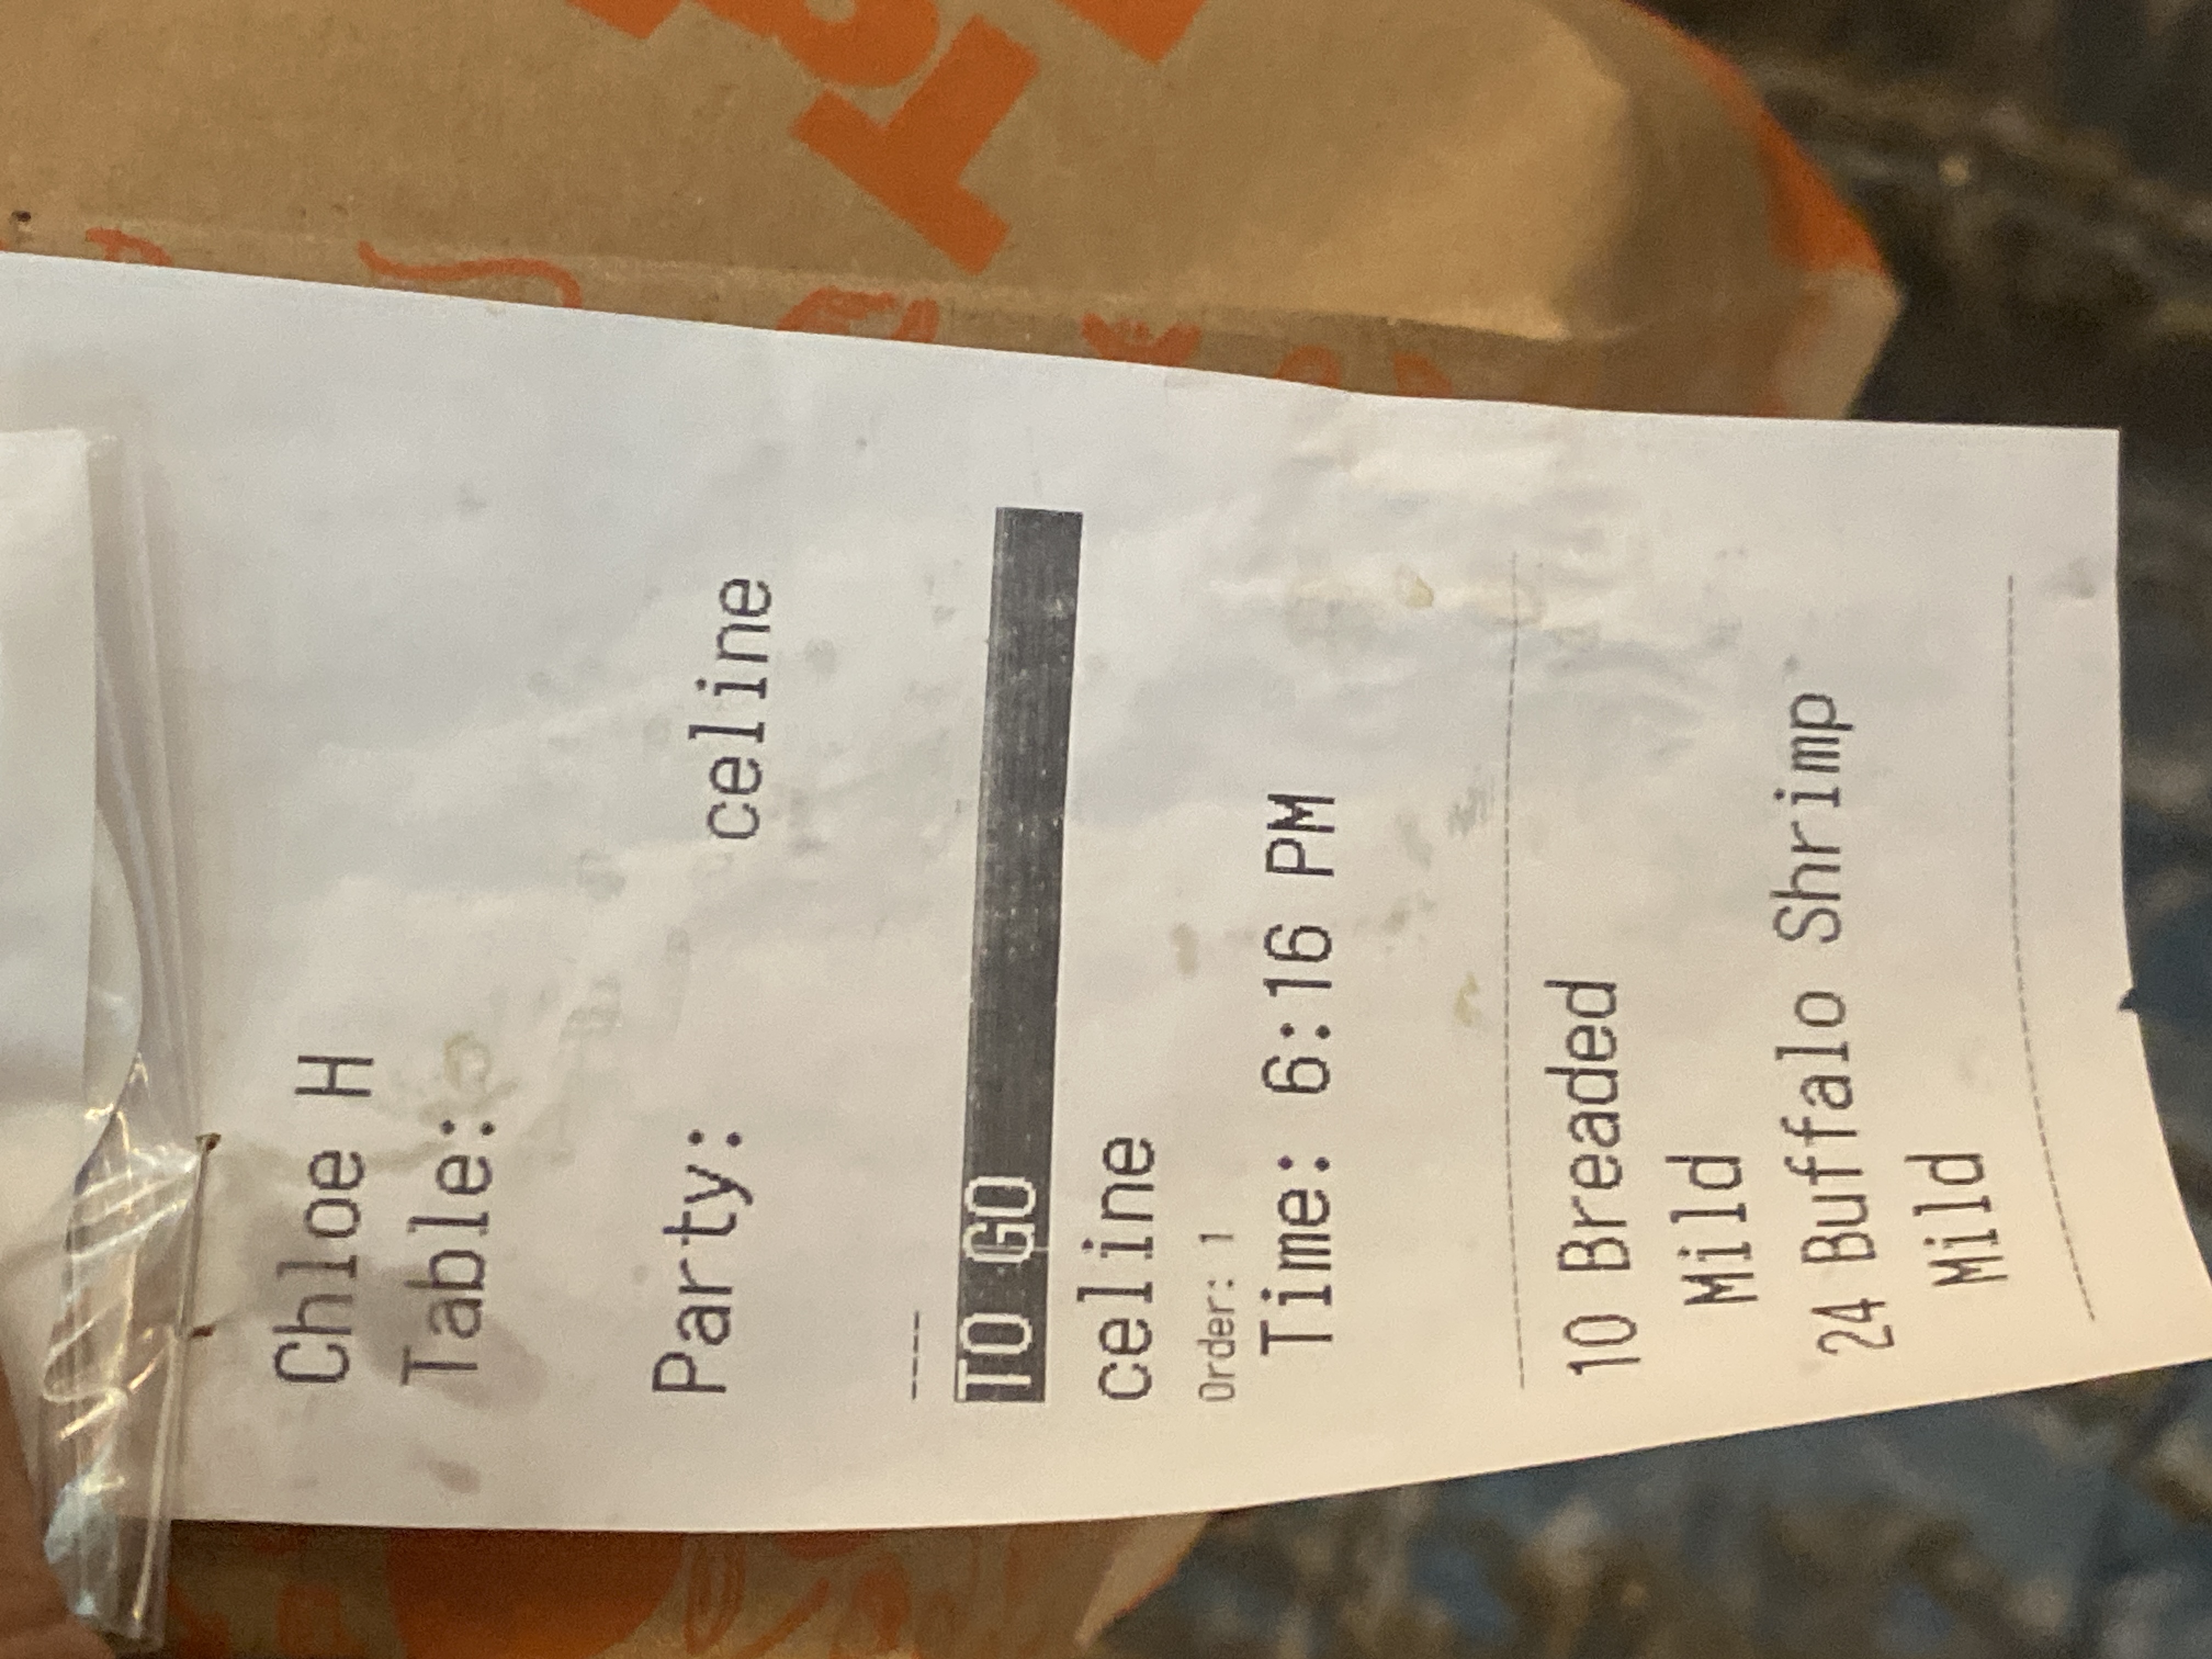 Chloe H
Table:
Party: celine
----
TO GO
celine
Order: 1
Time: 6:16 PM
10 Breaded
Mild
24 Buffalo Shrimp
Mild